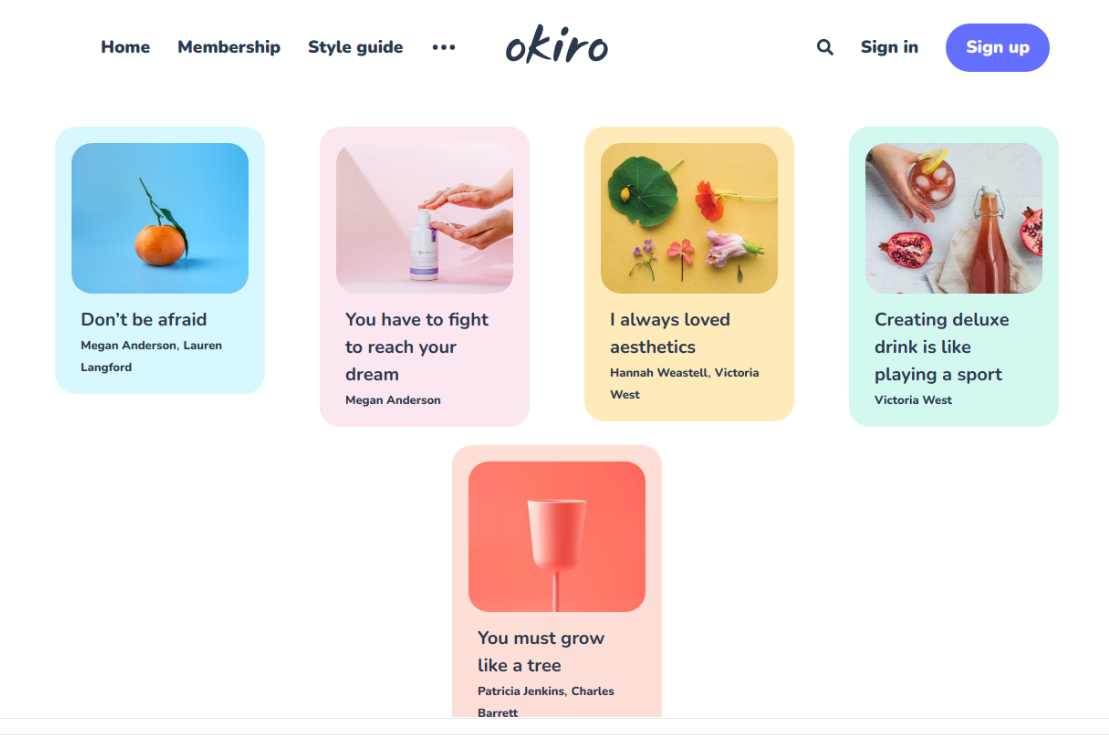 Home Membership Style guide ••• okiro Sign in Sign up
Don’t be afraid
Megan Anderson, Lauren
Langford
You have to fight
to reach your
dream
Megan Anderson
I always loved
aesthetics
Hannah Weastell, Victoria
West
Creating deluxe
drink is like
playing a sport
Victoria West
You must grow
like a tree
Patricia Jenkins, Charles
Barrett